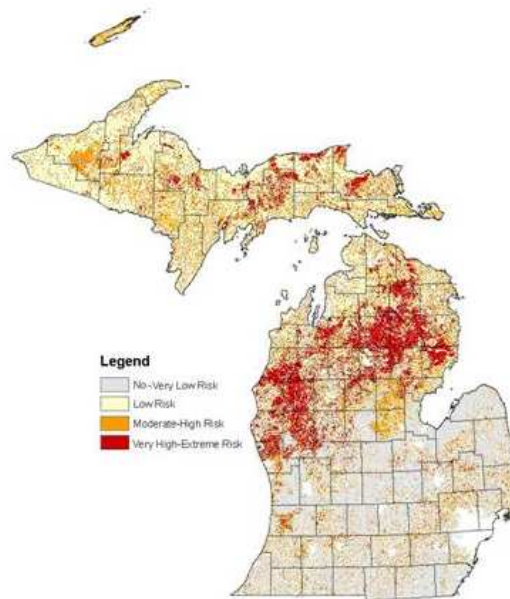 Legend
No-Very Low Risk
Low Risk
Moderate-High Risk
Very High-Extreme Risk